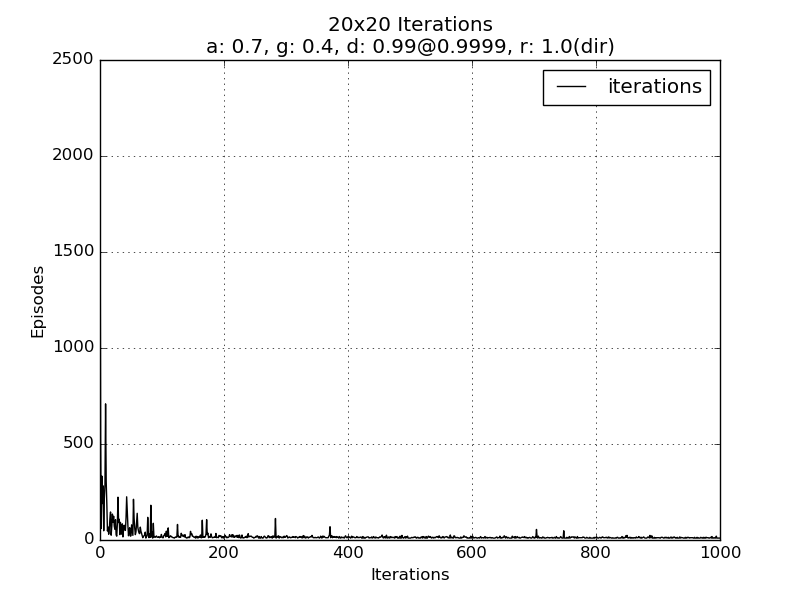 20x20 Iterations
a: 0.7, g: 0.4, d: 0.99@0.9999, r: 1.0(dir)
2500
iterations
2000
1500
Episodes
1000
500
0
0 200 400 600 800 1000
Iterations